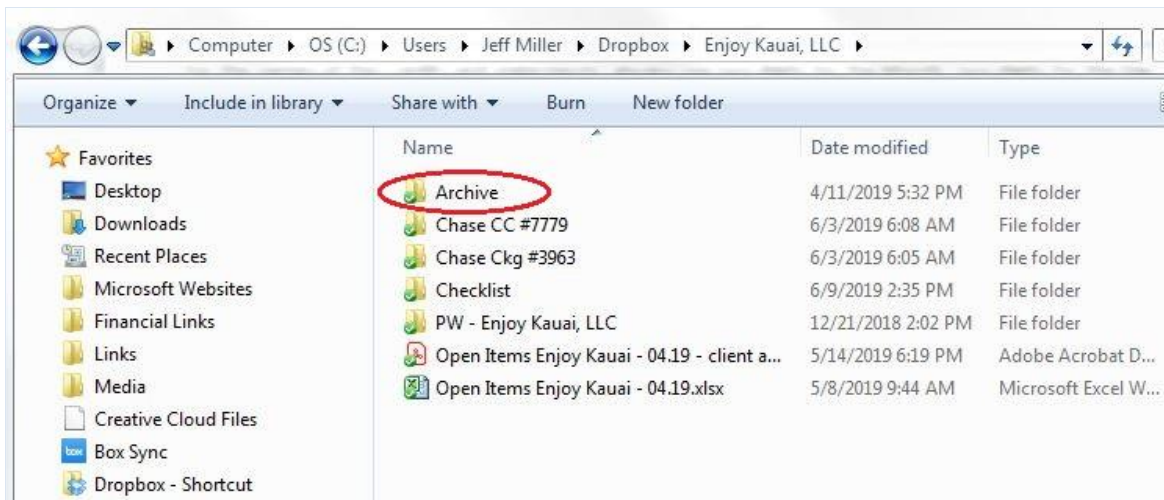 Computer ▸ OS (C:) ▸ Users ▸ Jeff Miller ▸ Dropbox ▸ Enjoy Kauai, LLC ▸
Organize ▾ Include in library ▾ Share with ▾ Burn New folder
Favorites
Desktop
Downloads
Recent Places
Microsoft Websites
Financial Links
Links
Media
Creative Cloud Files
box Box Sync
Dropbox - Shortcut
Name Date modified Type
Archive 4/11/2019 5:32 PM File folder
Chase CC #7779 6/3/2019 6:08 AM File folder
Chase Ckg #3963 6/3/2019 6:05 AM File folder
Checklist 6/9/2019 2:35 PM File folder
PW - Enjoy Kauai, LLC 12/21/2018 2:02 PM File folder
Open Items Enjoy Kauai - 04.19 - client a... 5/14/2019 6:19 PM Adobe Acrobat D...
Open Items Enjoy Kauai - 04.19.xlsx 5/8/2019 9:44 AM Microsoft Excel W...